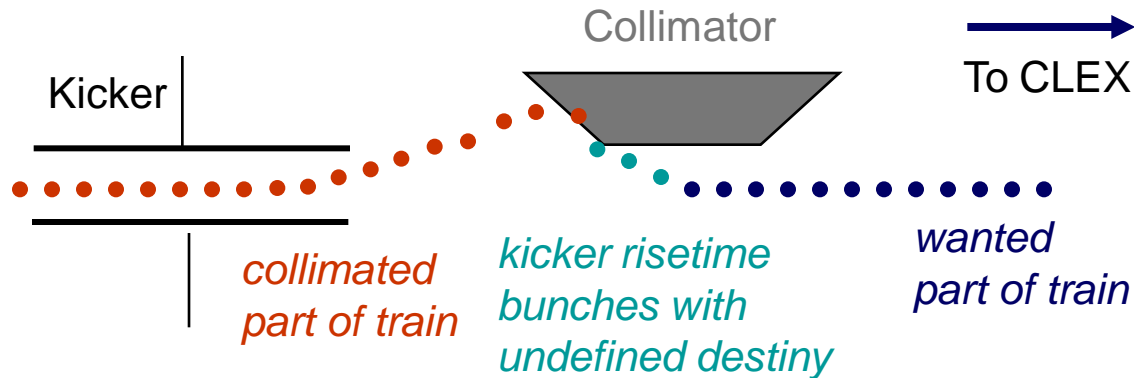 Collimator
To CLEX
Kicker
collimated
part of train
kicker risetime
bunches with
undefined destiny
wanted
part of train